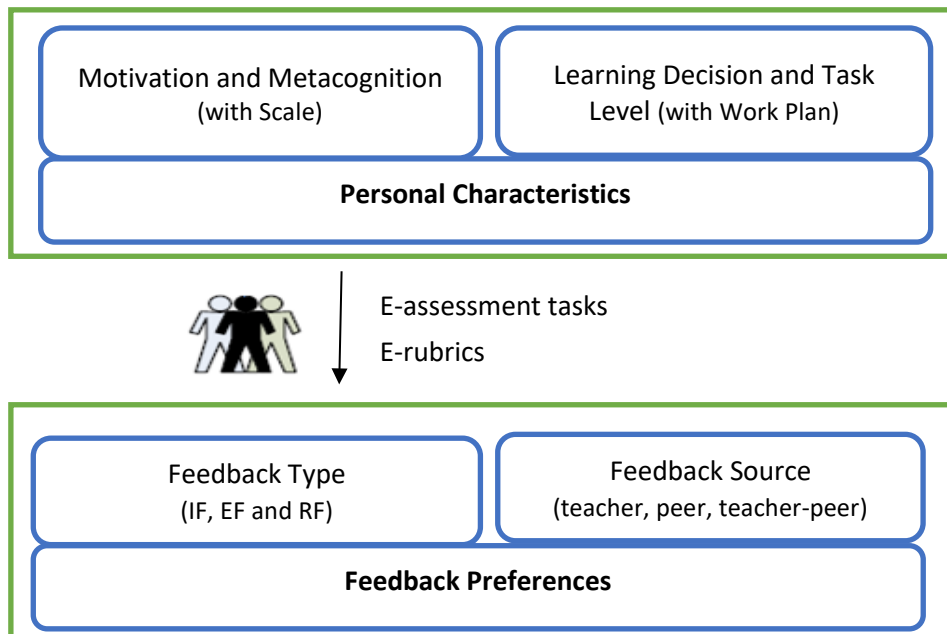 Motivation and Metacognition
(with Scale)
Learning Decision and Task
Level (with Work Plan)
Personal Characteristics
E-assessment tasks
E-rubrics
Feedback Type
(IF, EF and RF)
Feedback Source
(teacher, peer, teacher-peer)
Feedback Preferences